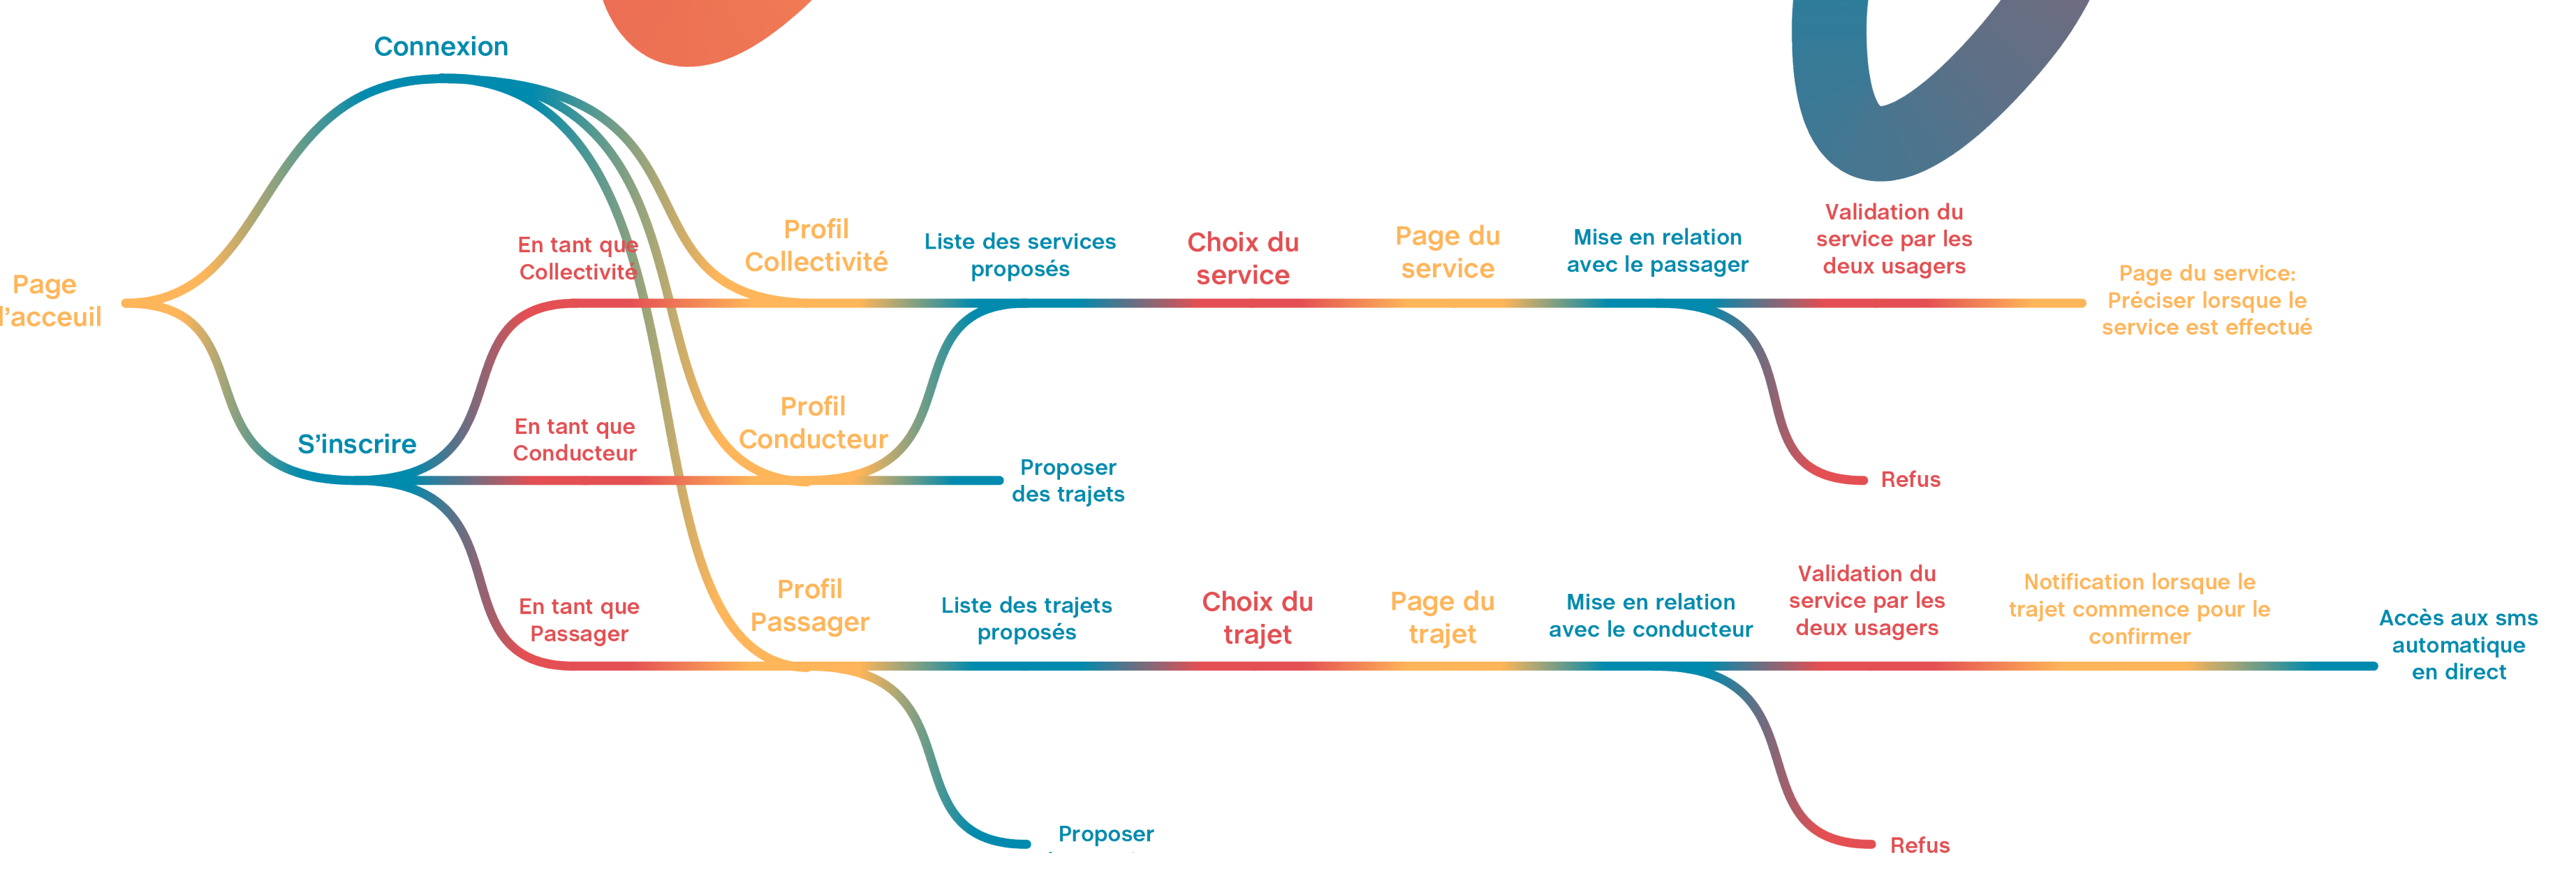 Connexion
Page
l'acceuil
S'inscrire
En tant que
Collectivité
En tant que
Conducteur
En tant que
Passager
Profil
Collectivité
Profil
Conducteur
Profil
Passager
Liste des services
proposés
Choix du
service
Page du
service
Mise en relation
avec le passager
Validation du
service par les
deux usagers
Page du service:
Préciser lorsque le
service est effectué
Refus
Proposer
des trajets
Liste des trajets
proposés
Choix du
trajet
Page du
trajet
Mise en relation
avec le conducteur
Validation du
service par les
deux usagers
Notification lorsque le
trajet commence pour le
confirmer
Accès aux sms
automatique
en direct
Proposer
Refus